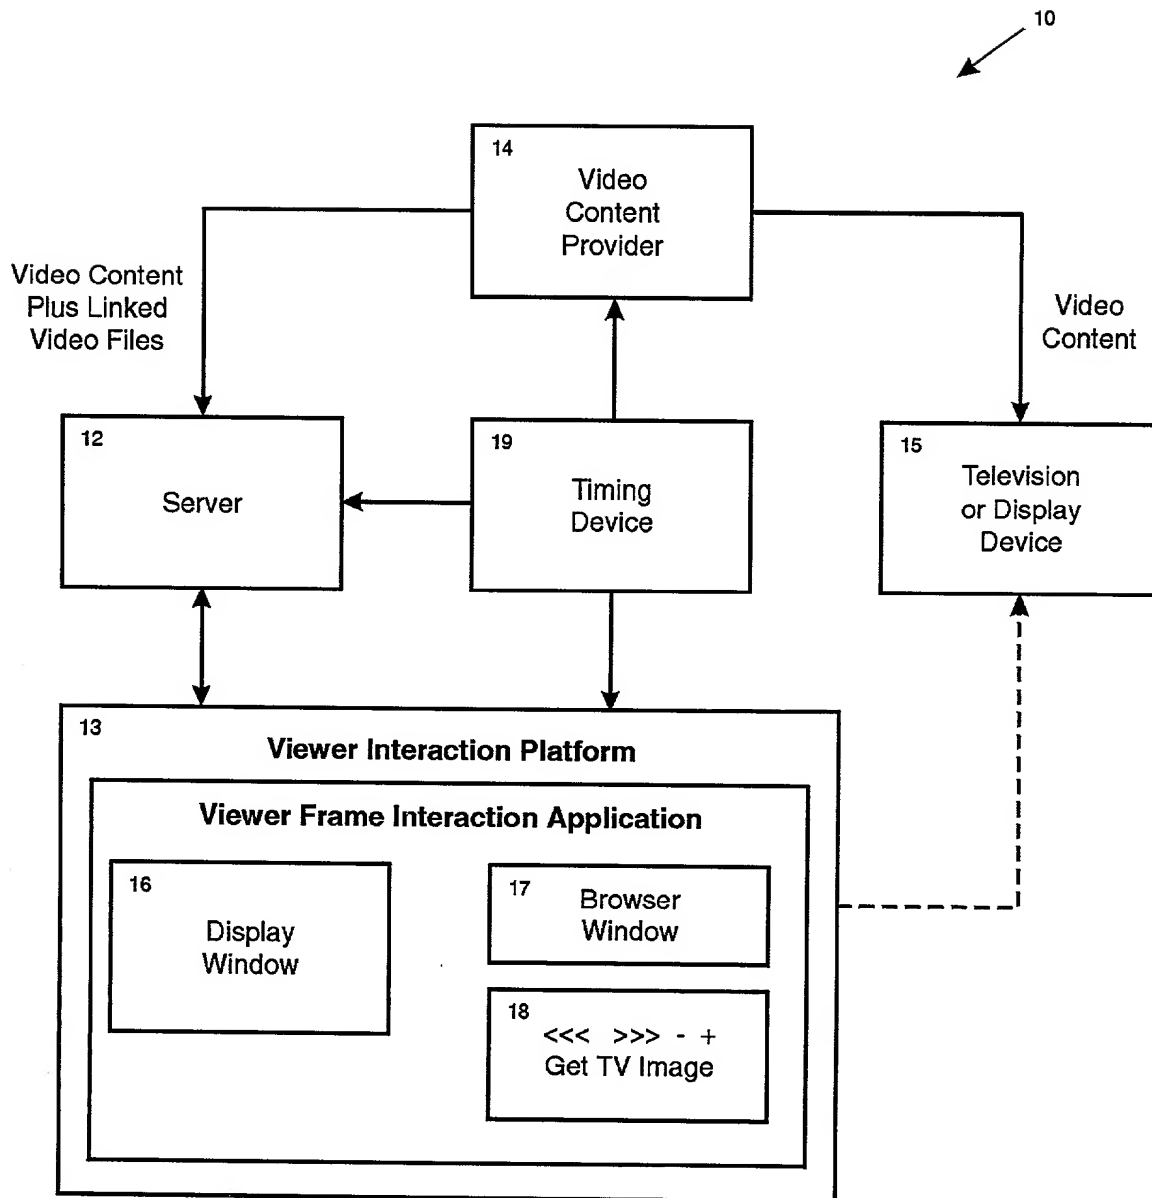 10
14
Video
Content
Provider
Video Content
Plus Linked
Video Files
Video
Content
12
Server
19
Timing
Device
15
Television
or Display
Device
13
Viewer Interaction Platform
Viewer Frame Interaction Application
16
Display
Window
17
Browser
Window
18
<<< >>> - +
Get TV Image